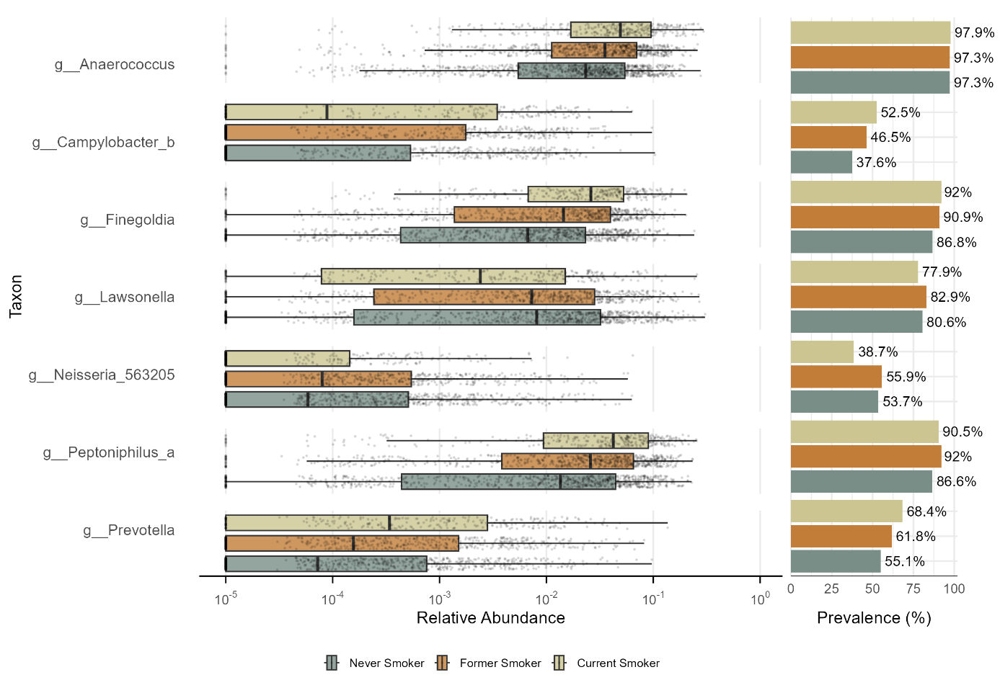 Taxon
g__Anaerococcus
97.9%
97.3%
97.3%
g__Campylobacter_b
52.5%
46.5%
37.6%
g__Finegoldia
92%
90.9%
86.8%
g__Lawsonella
77.9%
82.9%
80.6%
g__Neisseria_563205
38.7%
55.9%
53.7%
g__Peptoniphilus_a
90.5%
92%
86.6%
g__Prevotella
68.4%
61.8%
55.1%
10⁻⁵ 10⁻⁴ 10⁻³ 10⁻² 10⁻¹ 10⁰
0 25 50 75 100
Relative Abundance
Prevalence (%)
Never Smoker Former Smoker Current Smoker